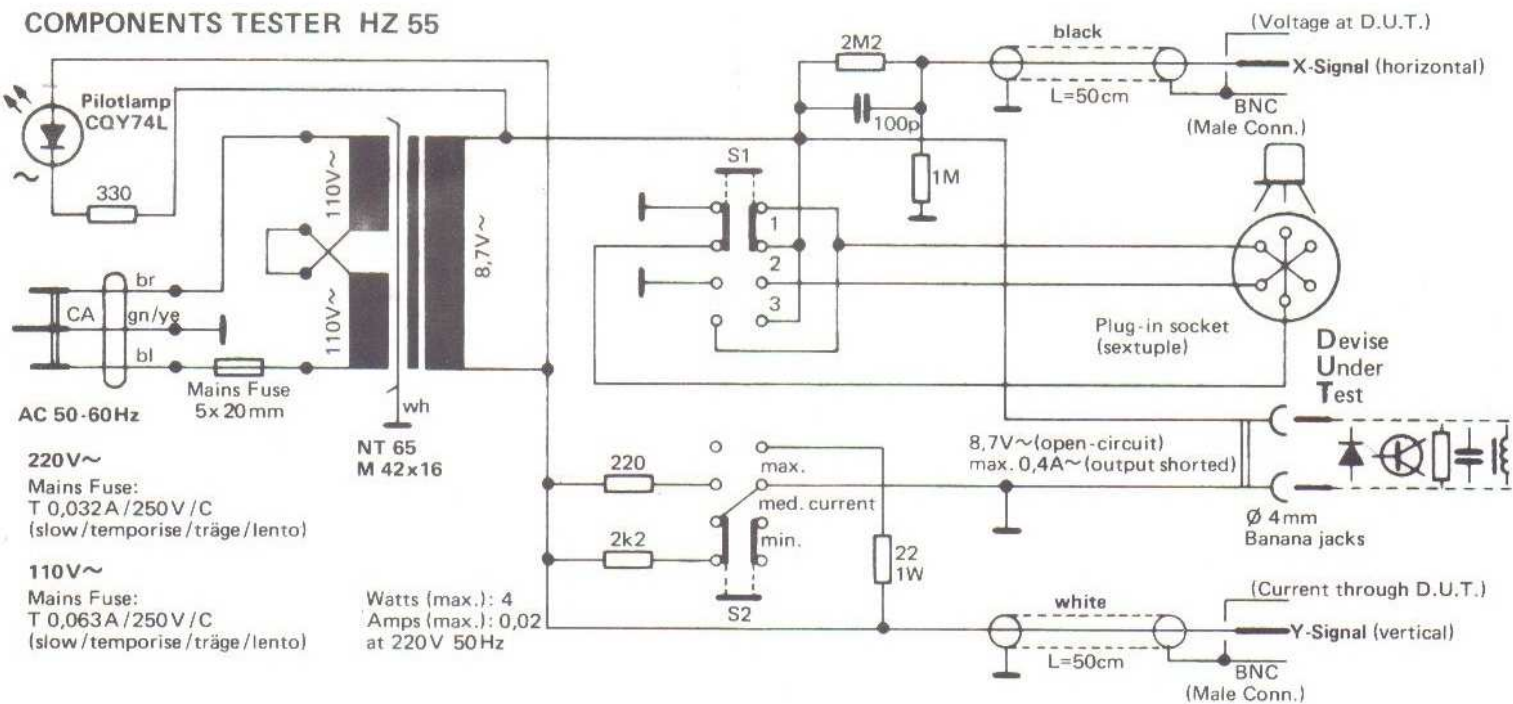 COMPONENTS TESTER HZ 55
Pilotlamp
CQY74L
~
330
110V~
110V~
8,7V~
br
CA
gn/ye
bl
Mains Fuse
5x20mm
AC 50-60Hz
wh
NT 65
M 42x16
220V~
Mains Fuse:
T 0,032A/250V/C
(slow/temporise/träge/lento)
110V~
Mains Fuse:
T 0,063A/250V/C
(slow/temporise/träge/lento)
Watts (max.): 4
Amps (max.): 0,02
at 220V 50Hz
2M2
100p
1M
S1
1
2
3
black
L=50cm
(Voltage at D.U.T.)
X-Signal (horizontal)
BNC
(Male Conn.)
Plug-in socket
(sextuple)
Devise
Under
Test
8,7V~(open-circuit)
max. 0,4A~(output shorted)
Ø 4mm
Banana jacks
220
2k2
max.
med. current
min.
S2
22
1W
white
L=50cm
(Current through D.U.T.)
Y-Signal (vertical)
BNC
(Male Conn.)